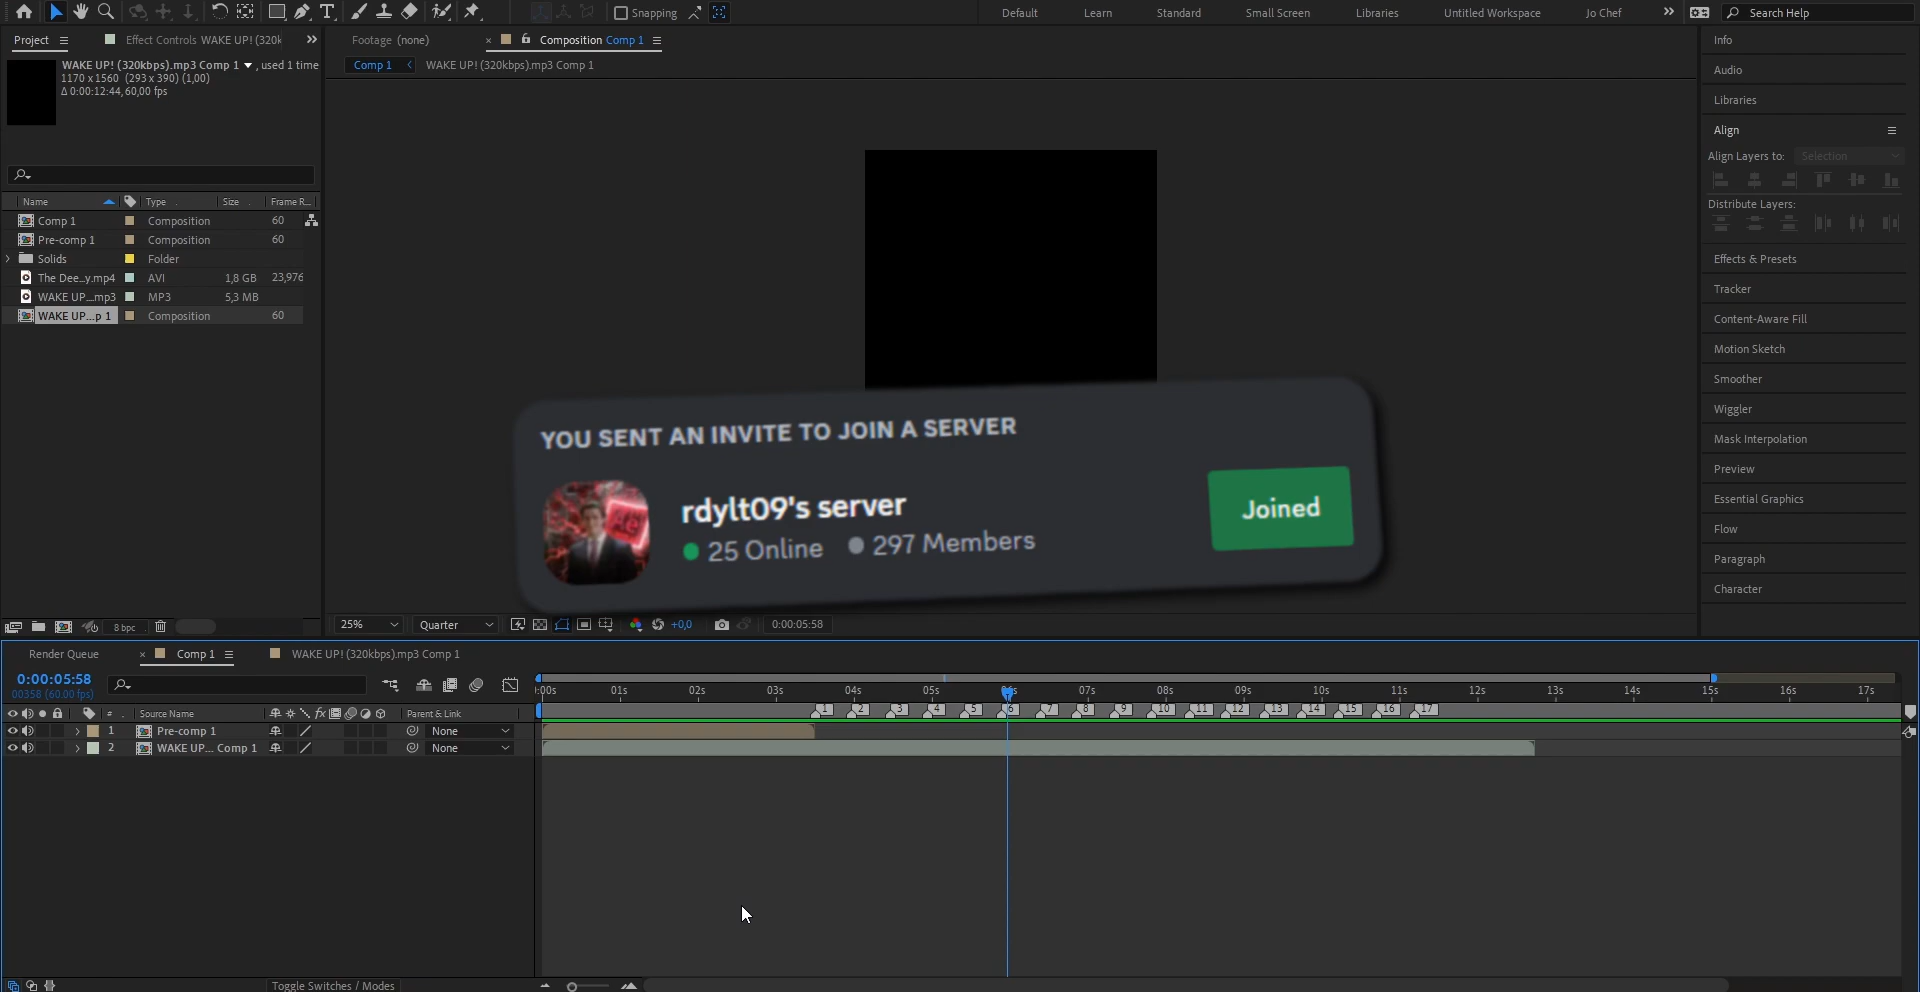 Snapping
Default
Learn
Standard
Small Screen
Libraries
Untitled Workspace
Jo Chef
Search Help
Project
Effect Controls WAKE UP! (320k
Footage (none)
Composition Comp 1
Info
WAKE UP! (320kbps).mp3 Comp 1 , used 1 time
1170 x 1560 (293 x 390) (1,00)
Δ 0:00:12:44, 60,00 fps
Comp 1
WAKE UP! (320kbps).mp3 Comp 1
Audio
Libraries
Align
Align Layers to: Selection
Distribute Layers:
Effects & Presets
Tracker
Content-Aware Fill
Motion Sketch
Smoother
Wiggler
Mask Interpolation
Preview
Essential Graphics
Flow
Paragraph
Character
Name Type Size Frame R...
Comp 1 Composition 60
Pre-comp 1 Composition 60
Solids Folder
The Dee...y.mp4 AVI 1,8 GB 23,976
WAKE UP....mp3 MP3 5,3 MB
WAKE UP...p 1 Composition 60
YOU SENT AN INVITE TO JOIN A SERVER
rdylt09's server
25 Online 297 Members
Joined
8 bpc
25% Quarter +0,0 0:00:05:58
Render Queue
Comp 1
WAKE UP! (320kbps).mp3 Comp 1
0:00:05:58
00358 (60.00 fps)
:00s 01s 02s 03s 04s 05s 06s 07s 08s 09s 10s 11s 12s 13s 14s 15s 16s 17s
# Source Name fx Parent & Link
1 2 3 4 5 6 7 8 9 10 11 12 13 14 15 16 17
1 Pre-comp 1 None
2 WAKE UP... Comp 1 None
Toggle Switches / Modes